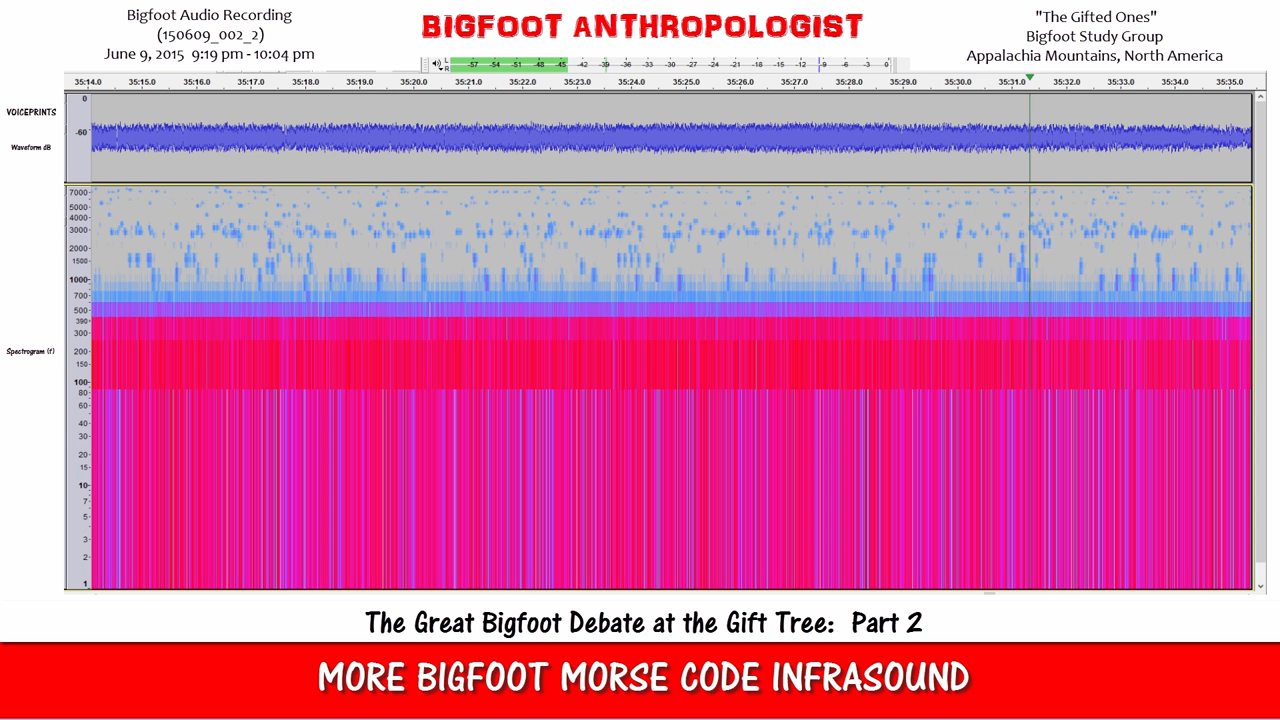 Bigfoot Audio Recording
(150609_002_2)
June 9, 2015 9:19 pm - 10:04 pm
BIGFOOT ANTHROPOLOGIST
"The Gifted Ones"
Bigfoot Study Group
Appalachia Mountains, North America
L
R
-57 -54 -51 -48 -45 -42 -39 -36 -33 -30 -27 -24 -21 -18 -15 -12 -9 -6 -3 0
35:14.0 35:15.0 35:16.0 35:17.0 35:18.0 35:19.0 35:20.0 35:21.0 35:22.0 35:23.0 35:24.0 35:25.0 35:26.0 35:27.0 35:28.0 35:29.0 35:30.0 35:31.0 35:32.0 35:33.0 35:34.0 35:35.0
VOICEPRINTS
Waveform dB
0
-60
Spectrogram (f)
7000
5000
4000
3000
2000
1500
1000
700
500
390
300
200
150
100
80
60
40
30
20
15
10
7
5
3
2
1
The Great Bigfoot Debate at the Gift Tree: Part 2
MORE BIGFOOT MORSE CODE INFRASOUND